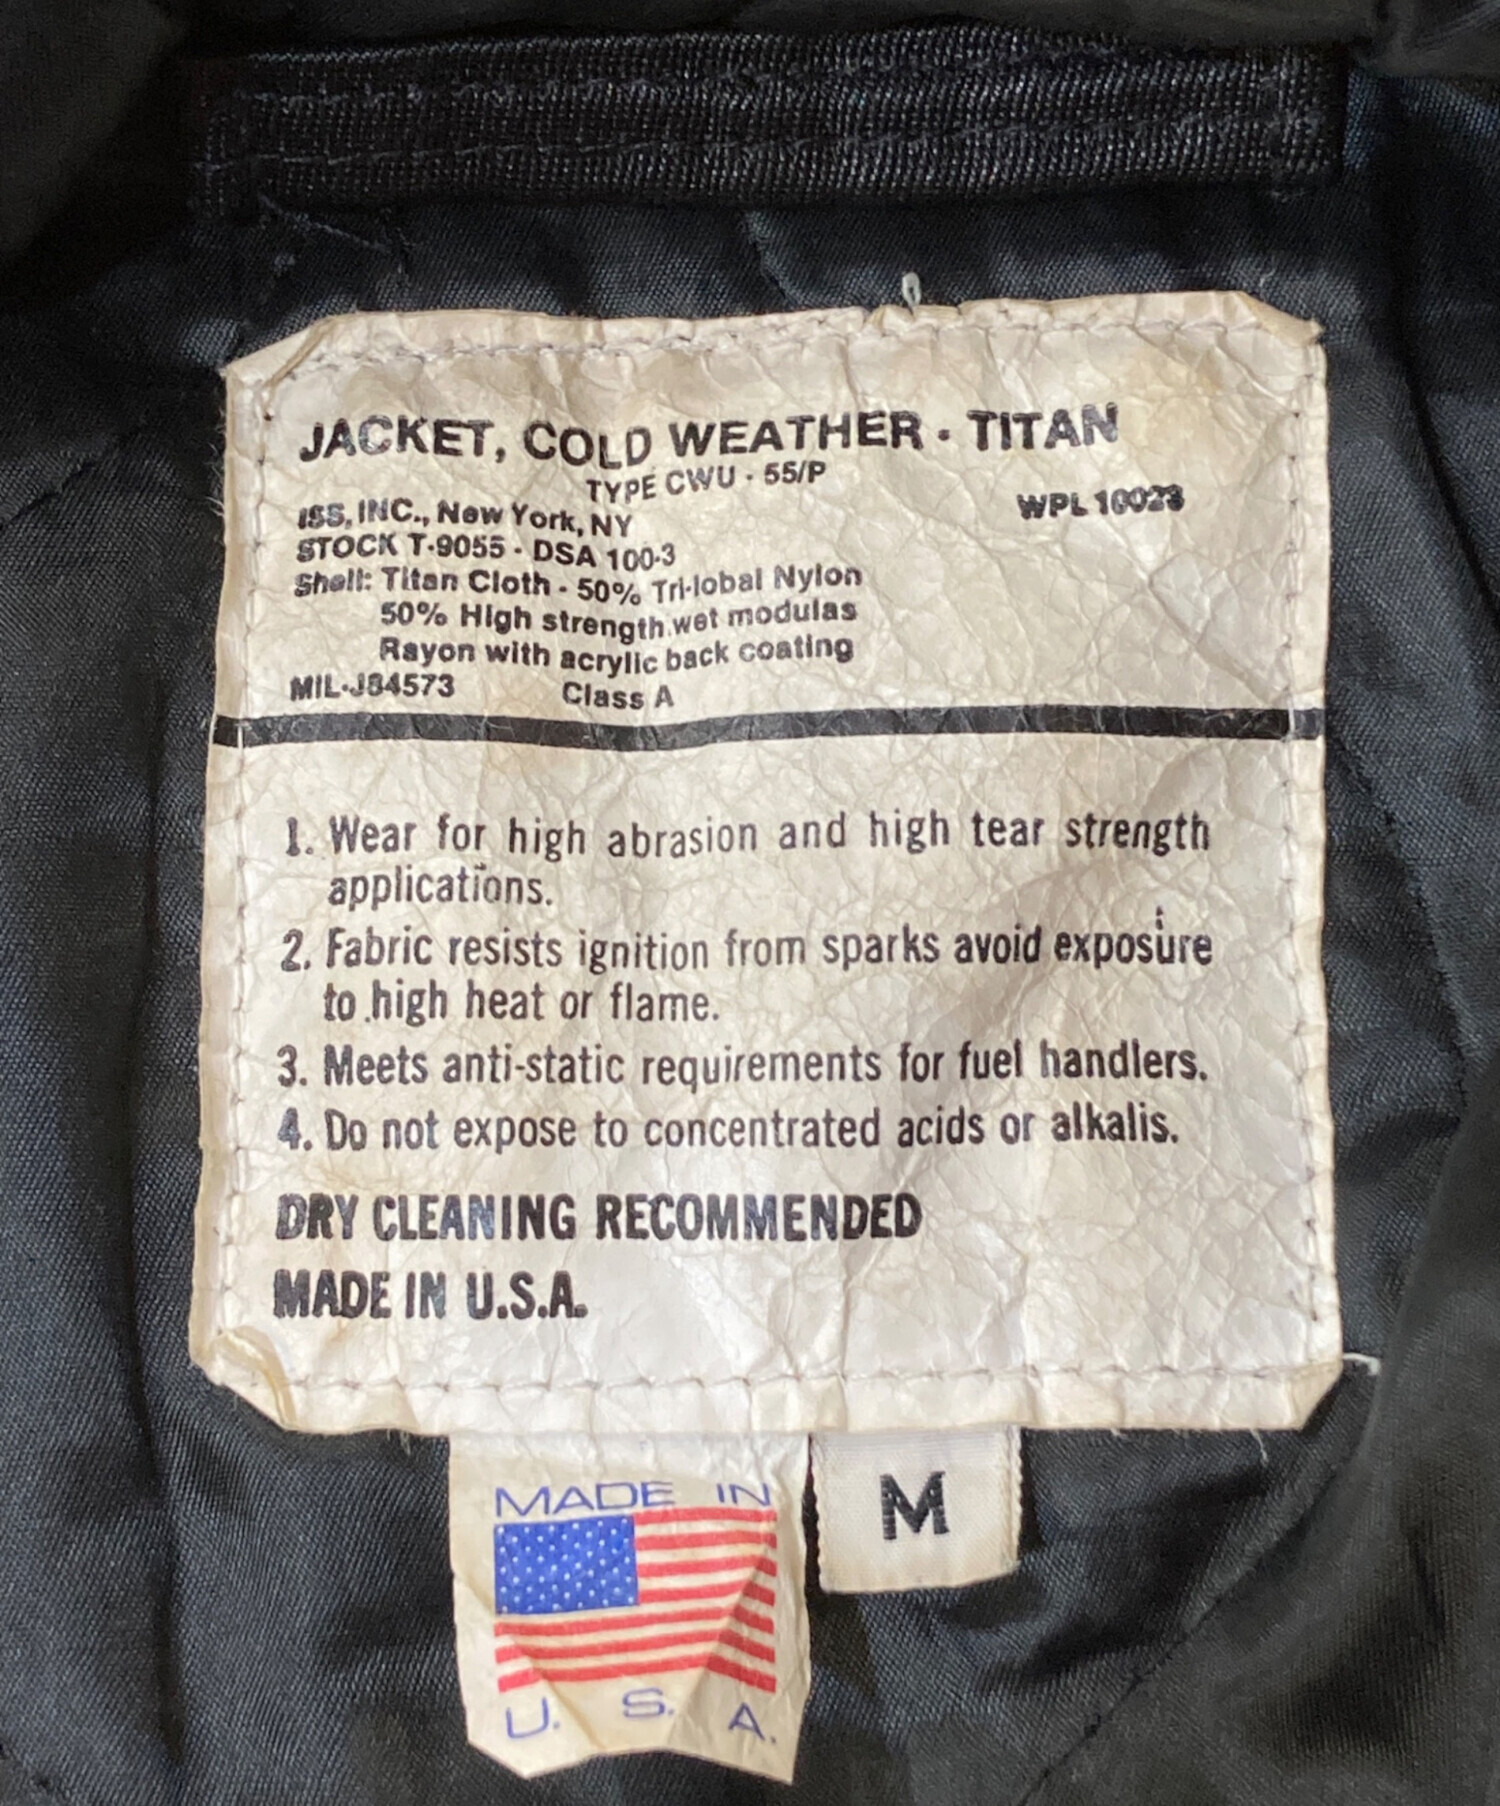 JACKET, COLD WEATHER - TITAN
TYPE CWU - 55/P
ISS, INC., New York, NY
WPL 10023
STOCK T-9055 - DSA 100-3
Shell: Titan Cloth - 50% Tri-lobal Nylon
50% High strength wet modulas
Rayon with acrylic back coating
MIL-J84573 Class A
1. Wear for high abrasion and high tear strength
applications.
2. Fabric resists ignition from sparks avoid exposure
to high heat or flame.
3. Meets anti-static requirements for fuel handlers.
4. Do not expose to concentrated acids or alkalis.
DRY CLEANING RECOMMENDED
MADE IN U.S.A.
MADE IN
U. S. A.
M